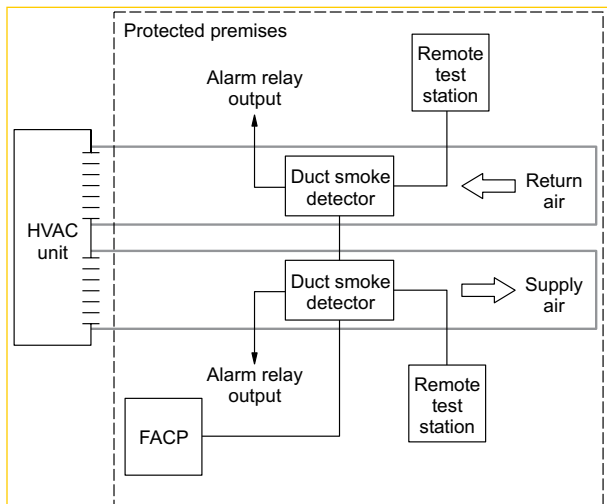 Protected premises
Remote
test
station
Alarm relay
output
Duct smoke
detector
Return
air
HVAC
unit
Duct smoke
detector
Supply
air
Alarm relay
output
Remote
test
station
FACP